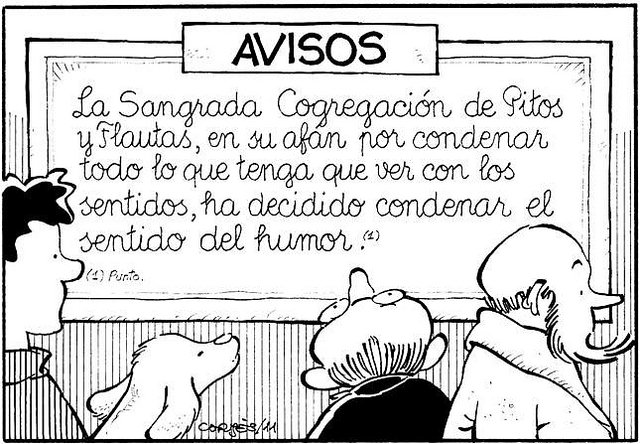 AVISOS
La Sangrada Cogregación de Pitos
y Flautas, en su afán por condenar
todo lo que tenga que ver con los
sentidos, ha decidido condenar el
sentido del humor.(1)
(1) Punto.
CORTÈS/11